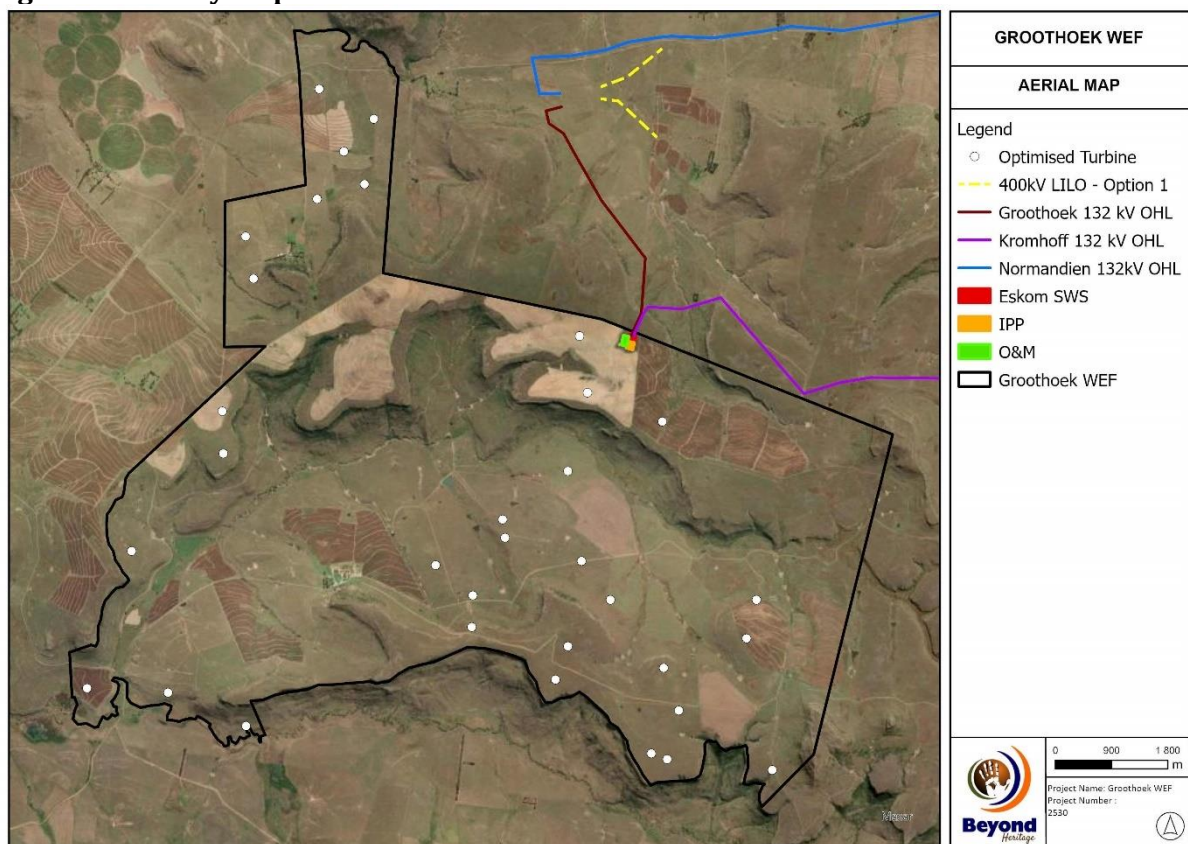 GROOTHOEK WEF
AERIAL MAP
Legend
Optimised Turbine
400kV LILO - Option 1
Groothoek 132 kV OHL
Kromhoff 132 kV OHL
Normandien 132kV OHL
Eskom SWS
IPP
O&M
Groothoek WEF
0 900 1 800
m
Project Name: Groothoek WEF
Project Number :
2530
Beyond
Heritage
Maxar